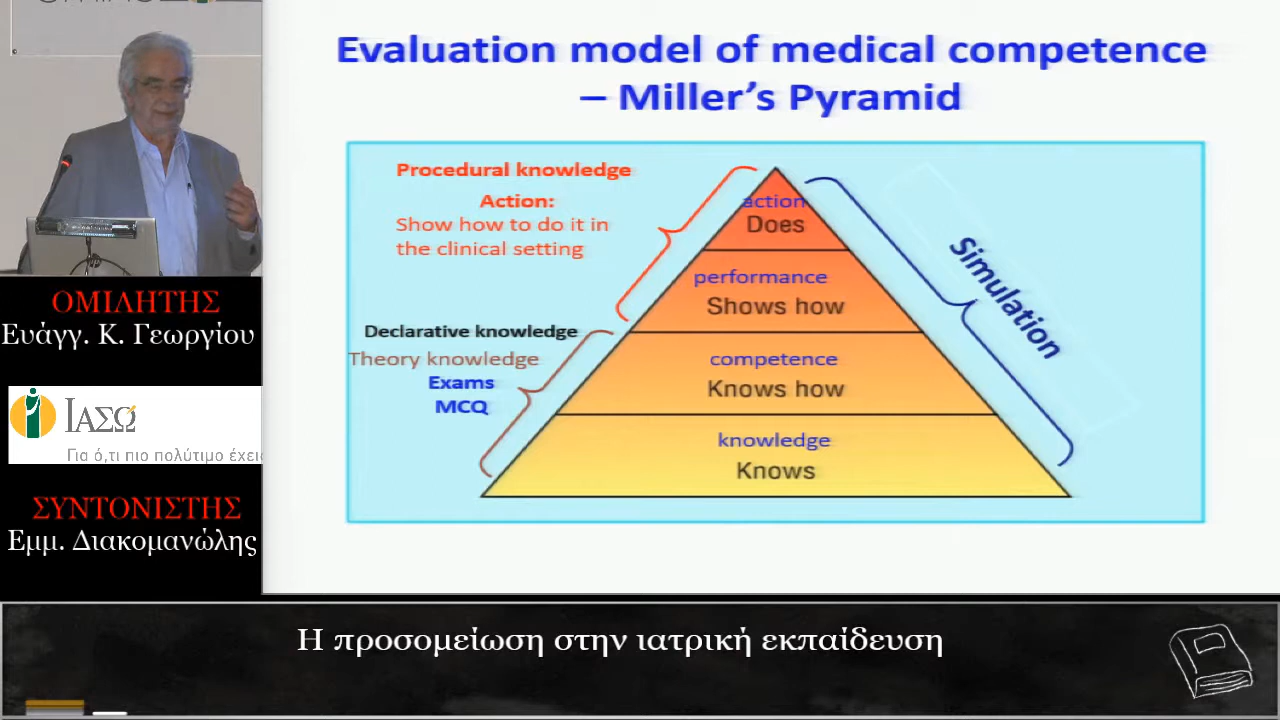 Evaluation model of medical competence
– Miller's Pyramid
Procedural knowledge
Action:
Show how to do it in
the clinical setting
Declarative knowledge
Theory knowledge
Exams
MCQ
action
Does
performance
Shows how
competence
Knows how
knowledge
Knows
Simulation
ΟΜΙΛΗΤΗΣ
Ευάγγ. Κ. Γεωργίου
ΙΑΣΩ
Για ό,τι πιο πολύτιμο έχει
ΣΥΝΤΟΝΙΣΤΗΣ
Εμμ. Διακομανώλης
Η προσομείωση στην ιατρική εκπαίδευση